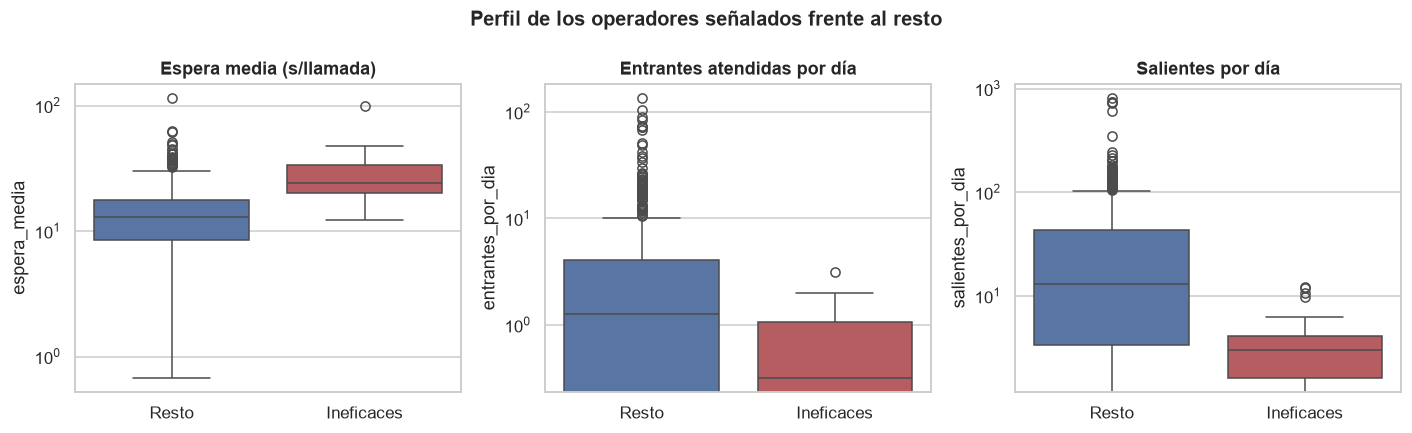 Perfil de los operadores señalados frente al resto
Espera media (s/llamada)
espera_media
10²
10¹
10⁰
Resto
Ineficaces
Entrantes atendidas por día
entrantes_por_dia
10²
10¹
10⁰
Resto
Ineficaces
Salientes por día
salientes_por_dia
10³
10²
10¹
Resto
Ineficaces